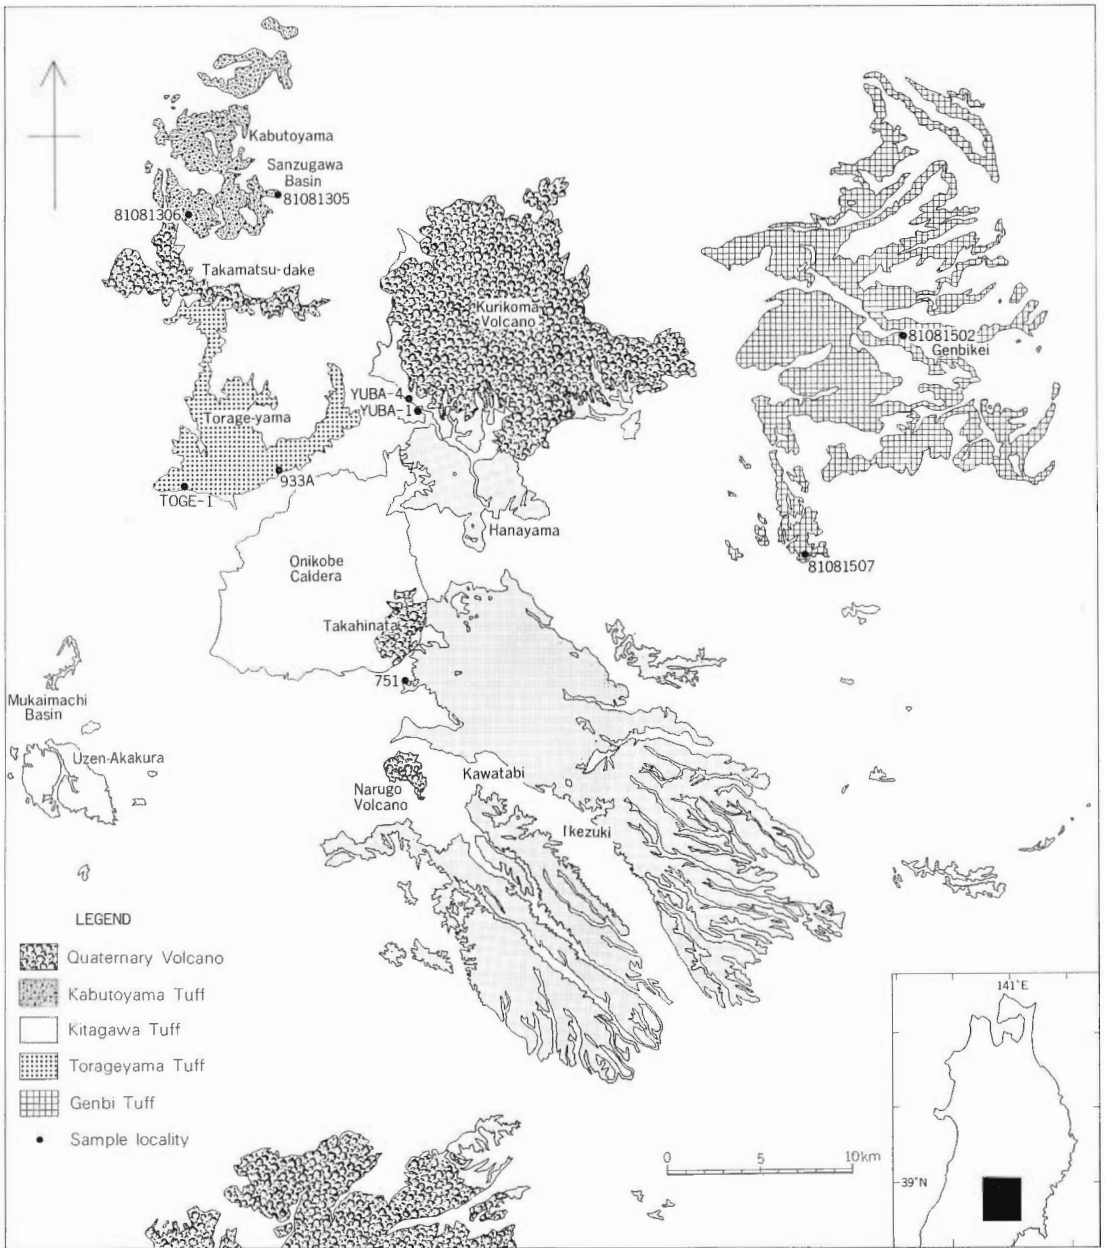 Kabutoyama
Sanzugawa
Basin
81081305
81081306
Takamatsu-dake
Kurikoma
Volcano
81081502
Genbikei
YUBA-4
YUBA-1
Torage-yama
933A
TOGE-1
Hanayama
Onikobe
Caldera
81081507
Takahinata
751
Mukaimachi
Basin
Uzen-Akakura
Kawatabi
Narugo
Volcano
Ikezuki
LEGEND
Quaternary Volcano
Kabutoyama Tuff
Kitagawa Tuff
Torageyama Tuff
Genbi Tuff
Sample locality
0 5 10km
141°E
39°N